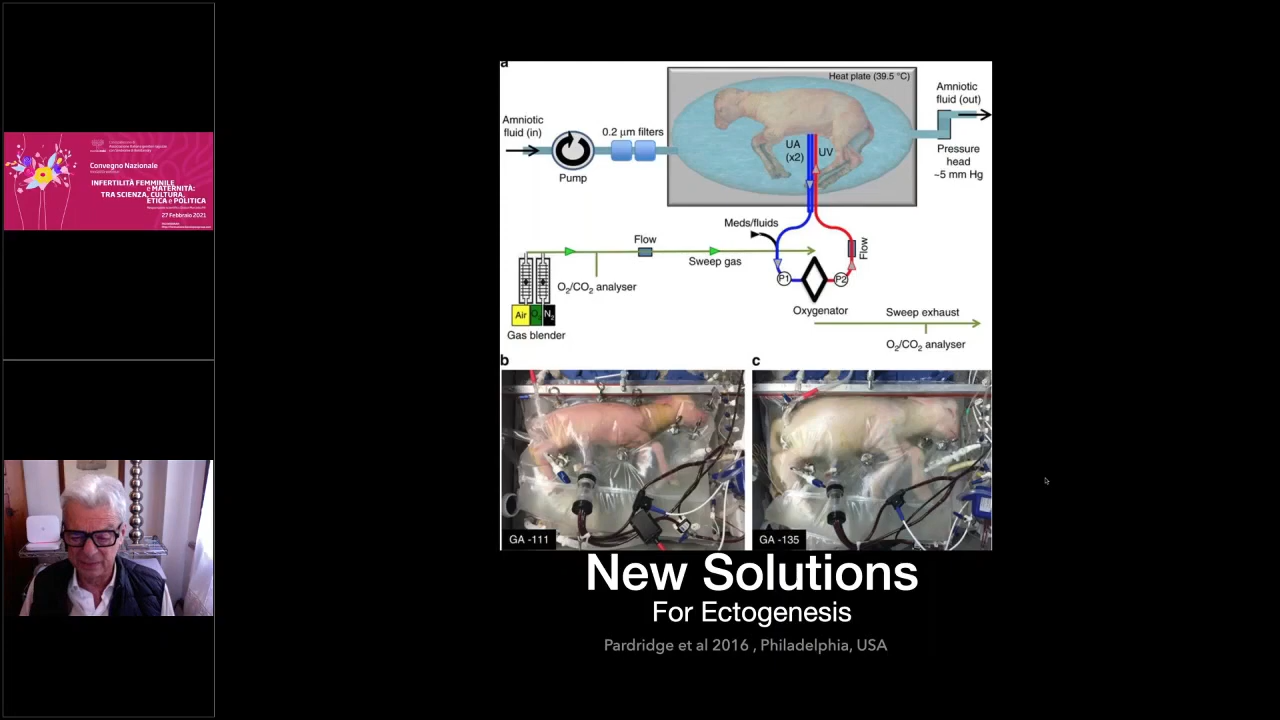 Convegno Nazionale
INFERTILITÀ FEMMINILE
e MATERNITÀ:
TRA SCIENZA, CULTURA,
ETICA e POLITICA
27 Febbraio 2021
a
Heat plate (39.5 °C)
Amniotic
fluid (in)
0.2 μm filters
Pump
UA
(x2)
UV
Amniotic
fluid (out)
Pressure
head
~5 mm Hg
Meds/fluids
Flow
Flow
Sweep gas
O2/CO2 analyser
P1
P2
Oxygenator
Air O2 N2
Gas blender
Sweep exhaust
O2/CO2 analyser
b
c
GA -111
GA -135
New Solutions
For Ectogenesis
Pardridge et al 2016 , Philadelphia, USA